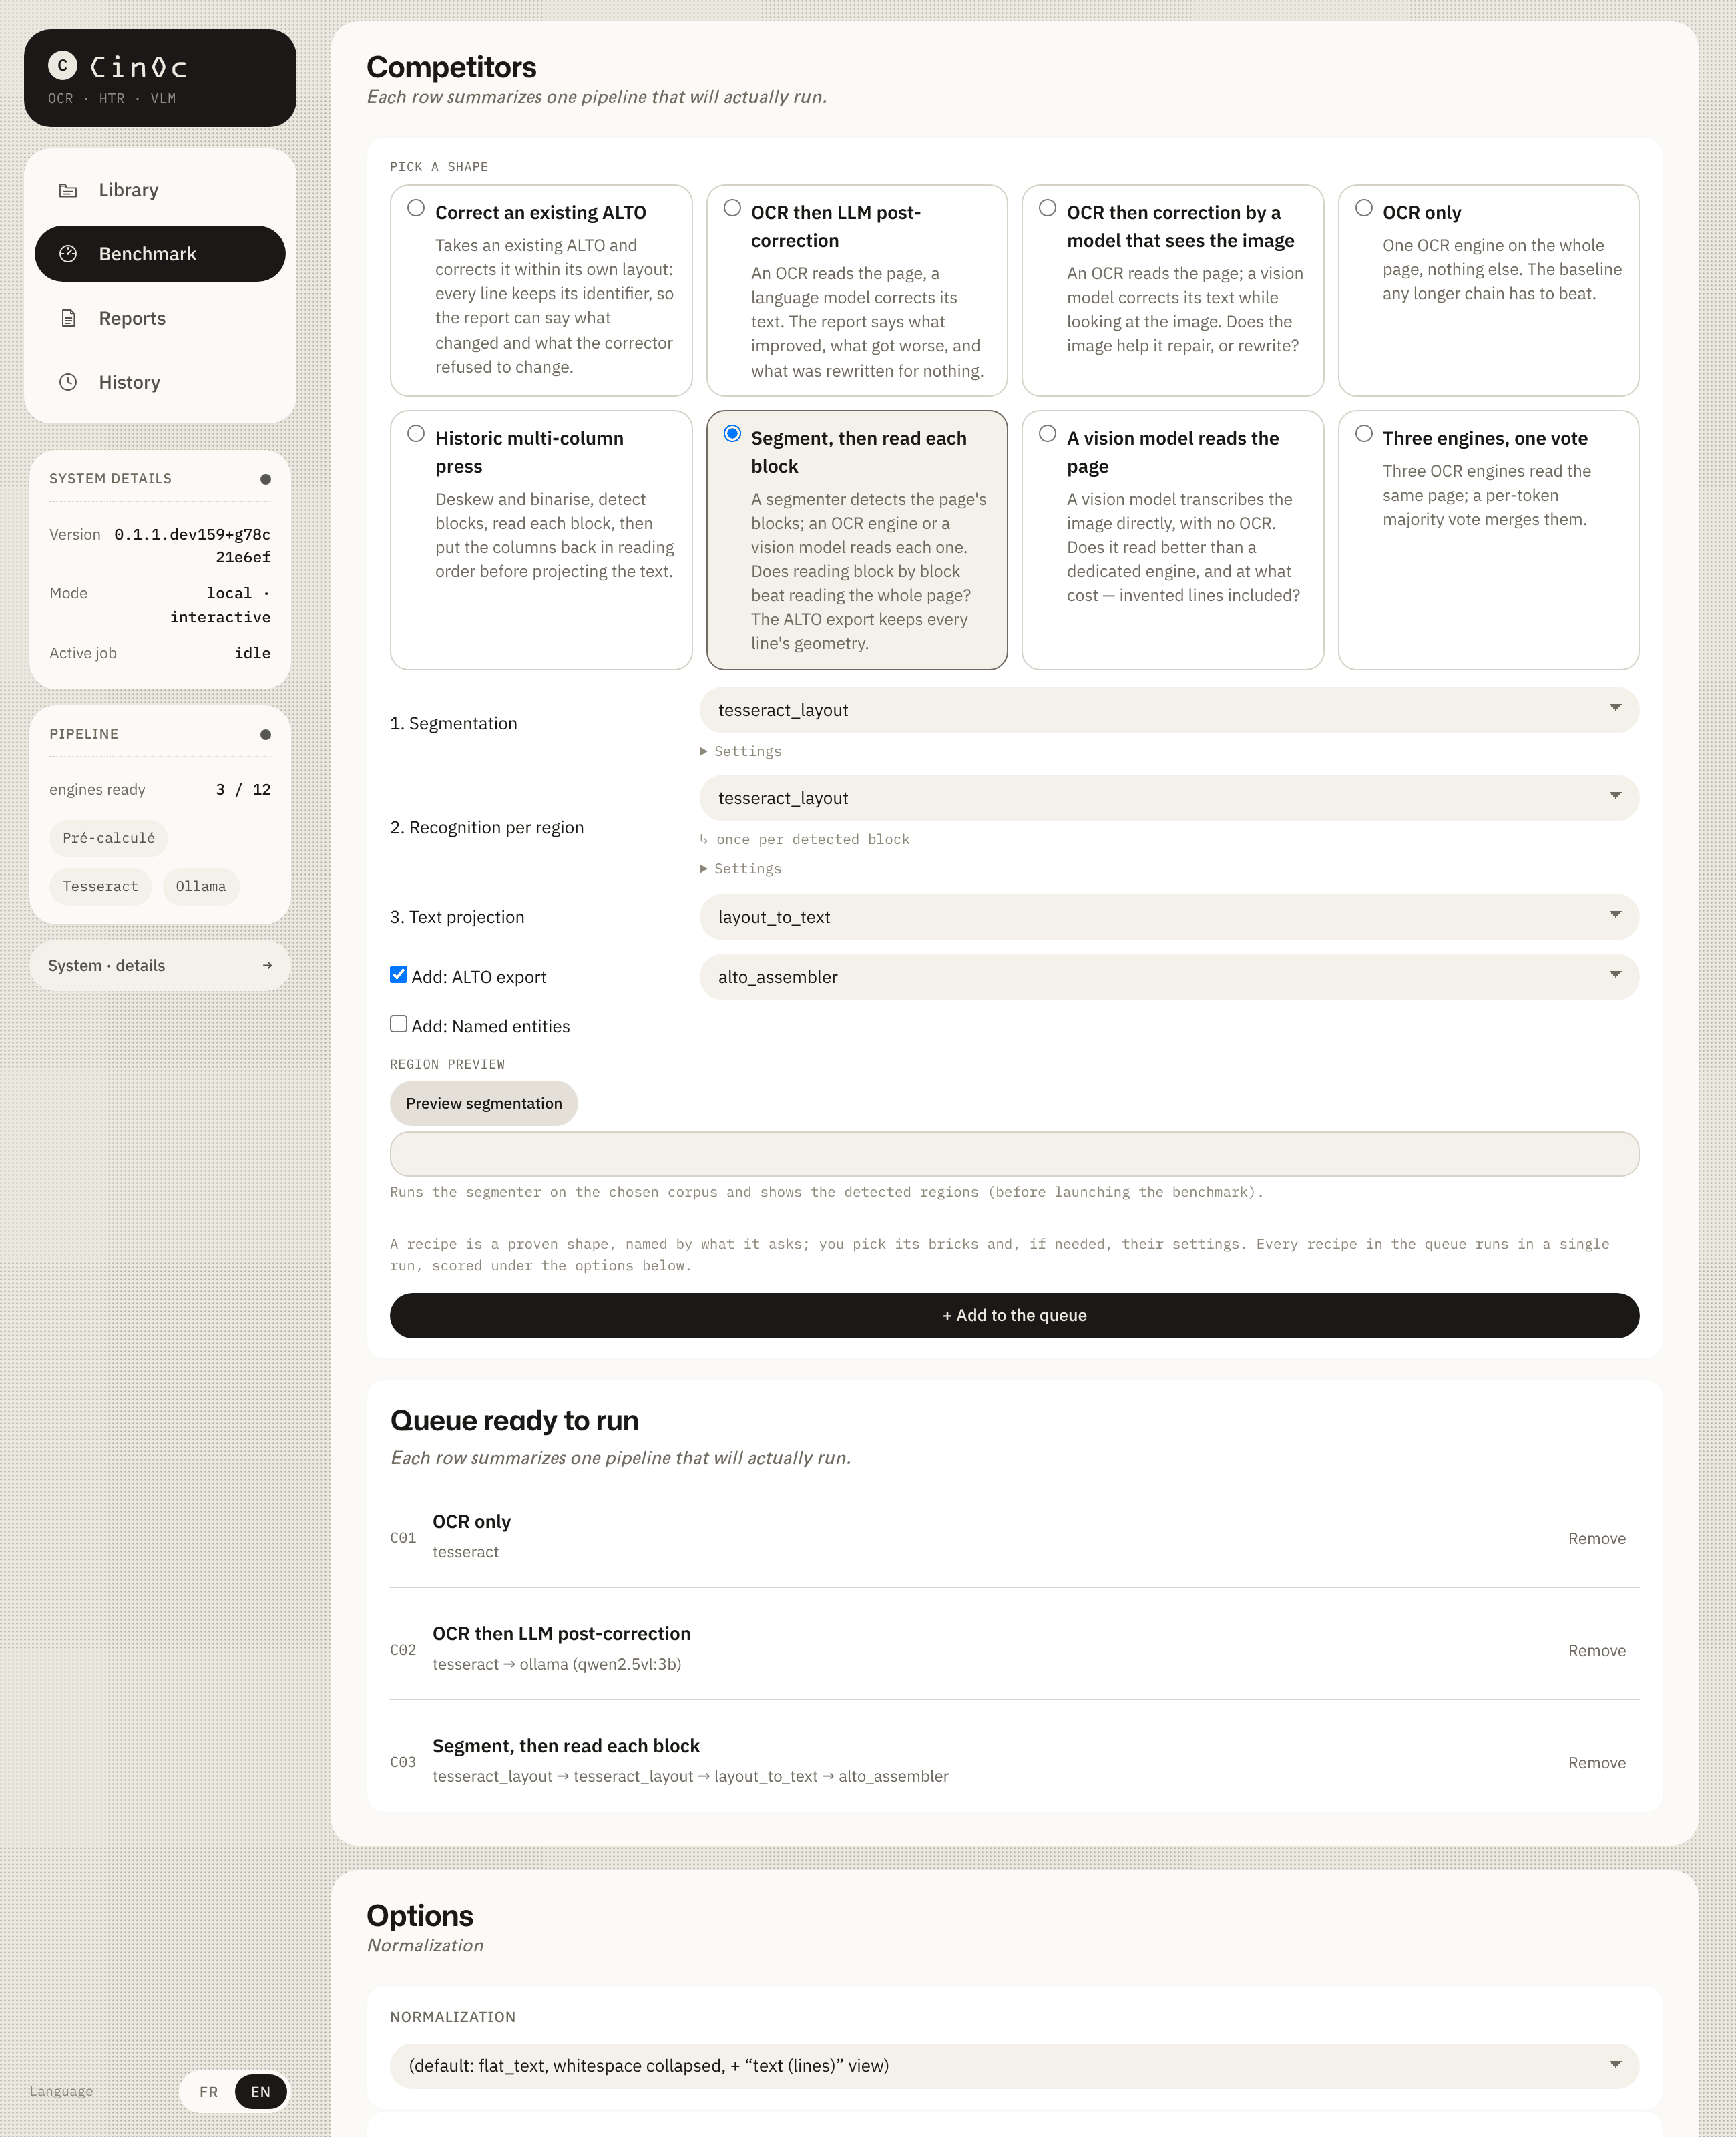 C Cin◊c
OCR · HTR · VLM
Library
Benchmark
Reports
History
SYSTEM DETAILS
Version 0.1.1.dev159+g78c
21e6ef
Mode local ·
interactive
Active job idle
PIPELINE
engines ready 3 / 12
Pré-calculé
Tesseract Ollama
System · details →
Language FR EN
Competitors
Each row summarizes one pipeline that will actually run.
PICK A SHAPE
Correct an existing ALTO
Takes an existing ALTO and
corrects it within its own layout:
every line keeps its identifier, so
the report can say what
changed and what the corrector
refused to change.
OCR then LLM post-
correction
An OCR reads the page, a
language model corrects its
text. The report says what
improved, what got worse, and
what was rewritten for nothing.
OCR then correction by a
model that sees the image
An OCR reads the page; a vision
model corrects its text while
looking at the image. Does the
image help it repair, or rewrite?
OCR only
One OCR engine on the whole
page, nothing else. The baseline
any longer chain has to beat.
Historic multi-column
press
Deskew and binarise, detect
blocks, read each block, then
put the columns back in reading
order before projecting the text.
Segment, then read each
block
A segmenter detects the page's
blocks; an OCR engine or a
vision model reads each one.
Does reading block by block
beat reading the whole page?
The ALTO export keeps every
line's geometry.
A vision model reads the
page
A vision model transcribes the
image directly, with no OCR.
Does it read better than a
dedicated engine, and at what
cost — invented lines included?
Three engines, one vote
Three OCR engines read the
same page; a per-token
majority vote merges them.
1. Segmentation
tesseract_layout
▶ Settings
2. Recognition per region
tesseract_layout
↳ once per detected block
▶ Settings
3. Text projection
layout_to_text
Add: ALTO export
alto_assembler
Add: Named entities
REGION PREVIEW
Preview segmentation
Runs the segmenter on the chosen corpus and shows the detected regions (before launching the benchmark).
A recipe is a proven shape, named by what it asks; you pick its bricks and, if needed, their settings. Every recipe in the queue runs in a single
run, scored under the options below.
+ Add to the queue
Queue ready to run
Each row summarizes one pipeline that will actually run.
C01
OCR only
tesseract
Remove
C02
OCR then LLM post-correction
tesseract → ollama (qwen2.5vl:3b)
Remove
C03
Segment, then read each block
tesseract_layout → tesseract_layout → layout_to_text → alto_assembler
Remove
Options
Normalization
NORMALIZATION
(default: flat_text, whitespace collapsed, + “text (lines)” view)